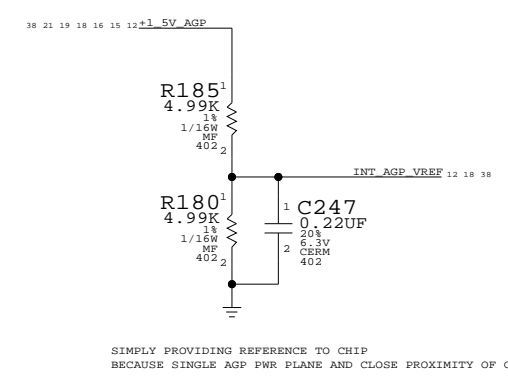 38 21 19 18 16 15 12 +1_5V_AGP
R185 1
4.99K
1%
1/16W
MF
402 2
INT_AGP_VREF 12 18 38
R180 1
4.99K
1%
1/16W
MF
402 2
1 C247
0.22UF
20%
2 6.3V
CERM
402
SIMPLY PROVIDING REFERENCE TO CHIP
BECAUSE SINGLE AGP PWR PLANE AND CLOSE PROXIMITY OF